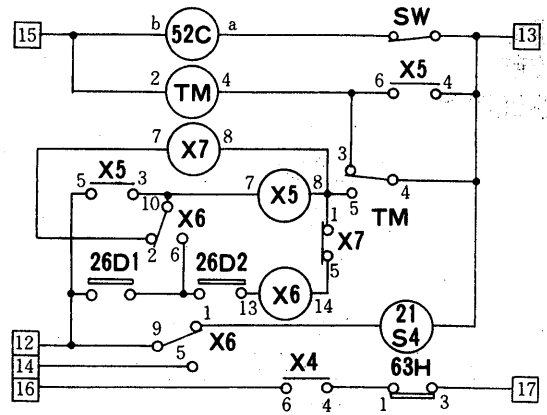 SW
15 b 52C a 13
X5
2 TM 4 6 4
7 X7 8
X5 3
5 3 7 X5 8 4
10 X6 5 TM
1
2 6 X7
26D1 26D2 5
13 X6 14
1 21
9 S4
12 X6
5
14 X4 63H
16 17
6 4 1 3